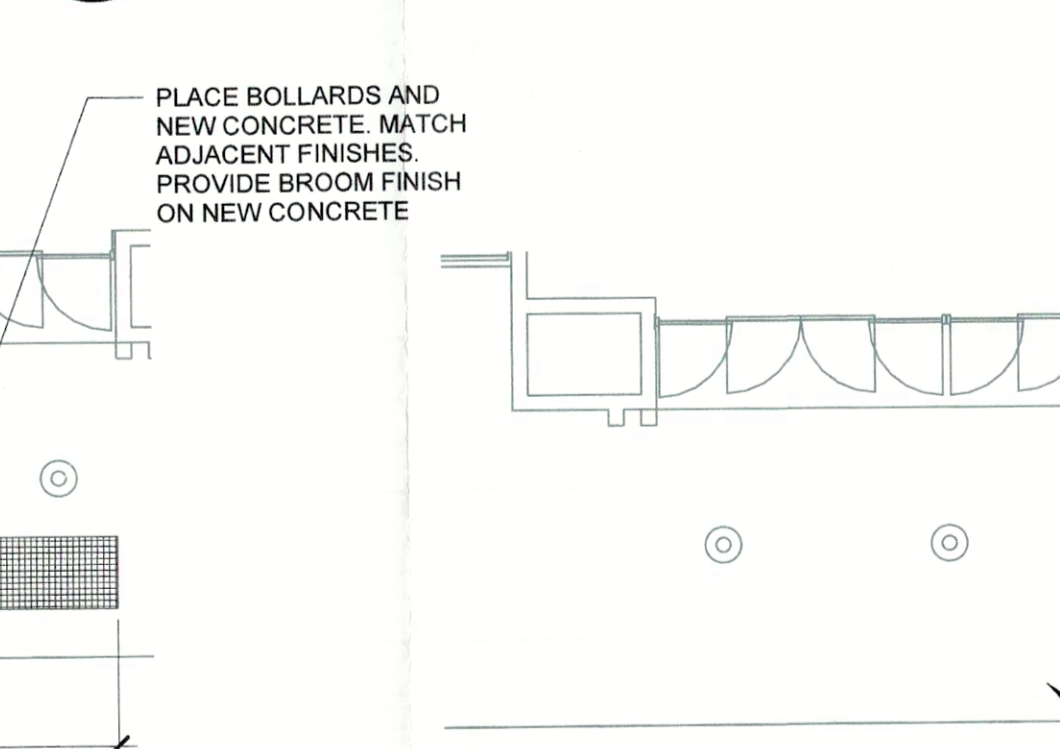 PLACE BOLLARDS AND
NEW CONCRETE. MATCH
ADJACENT FINISHES.
PROVIDE BROOM FINISH
ON NEW CONCRETE